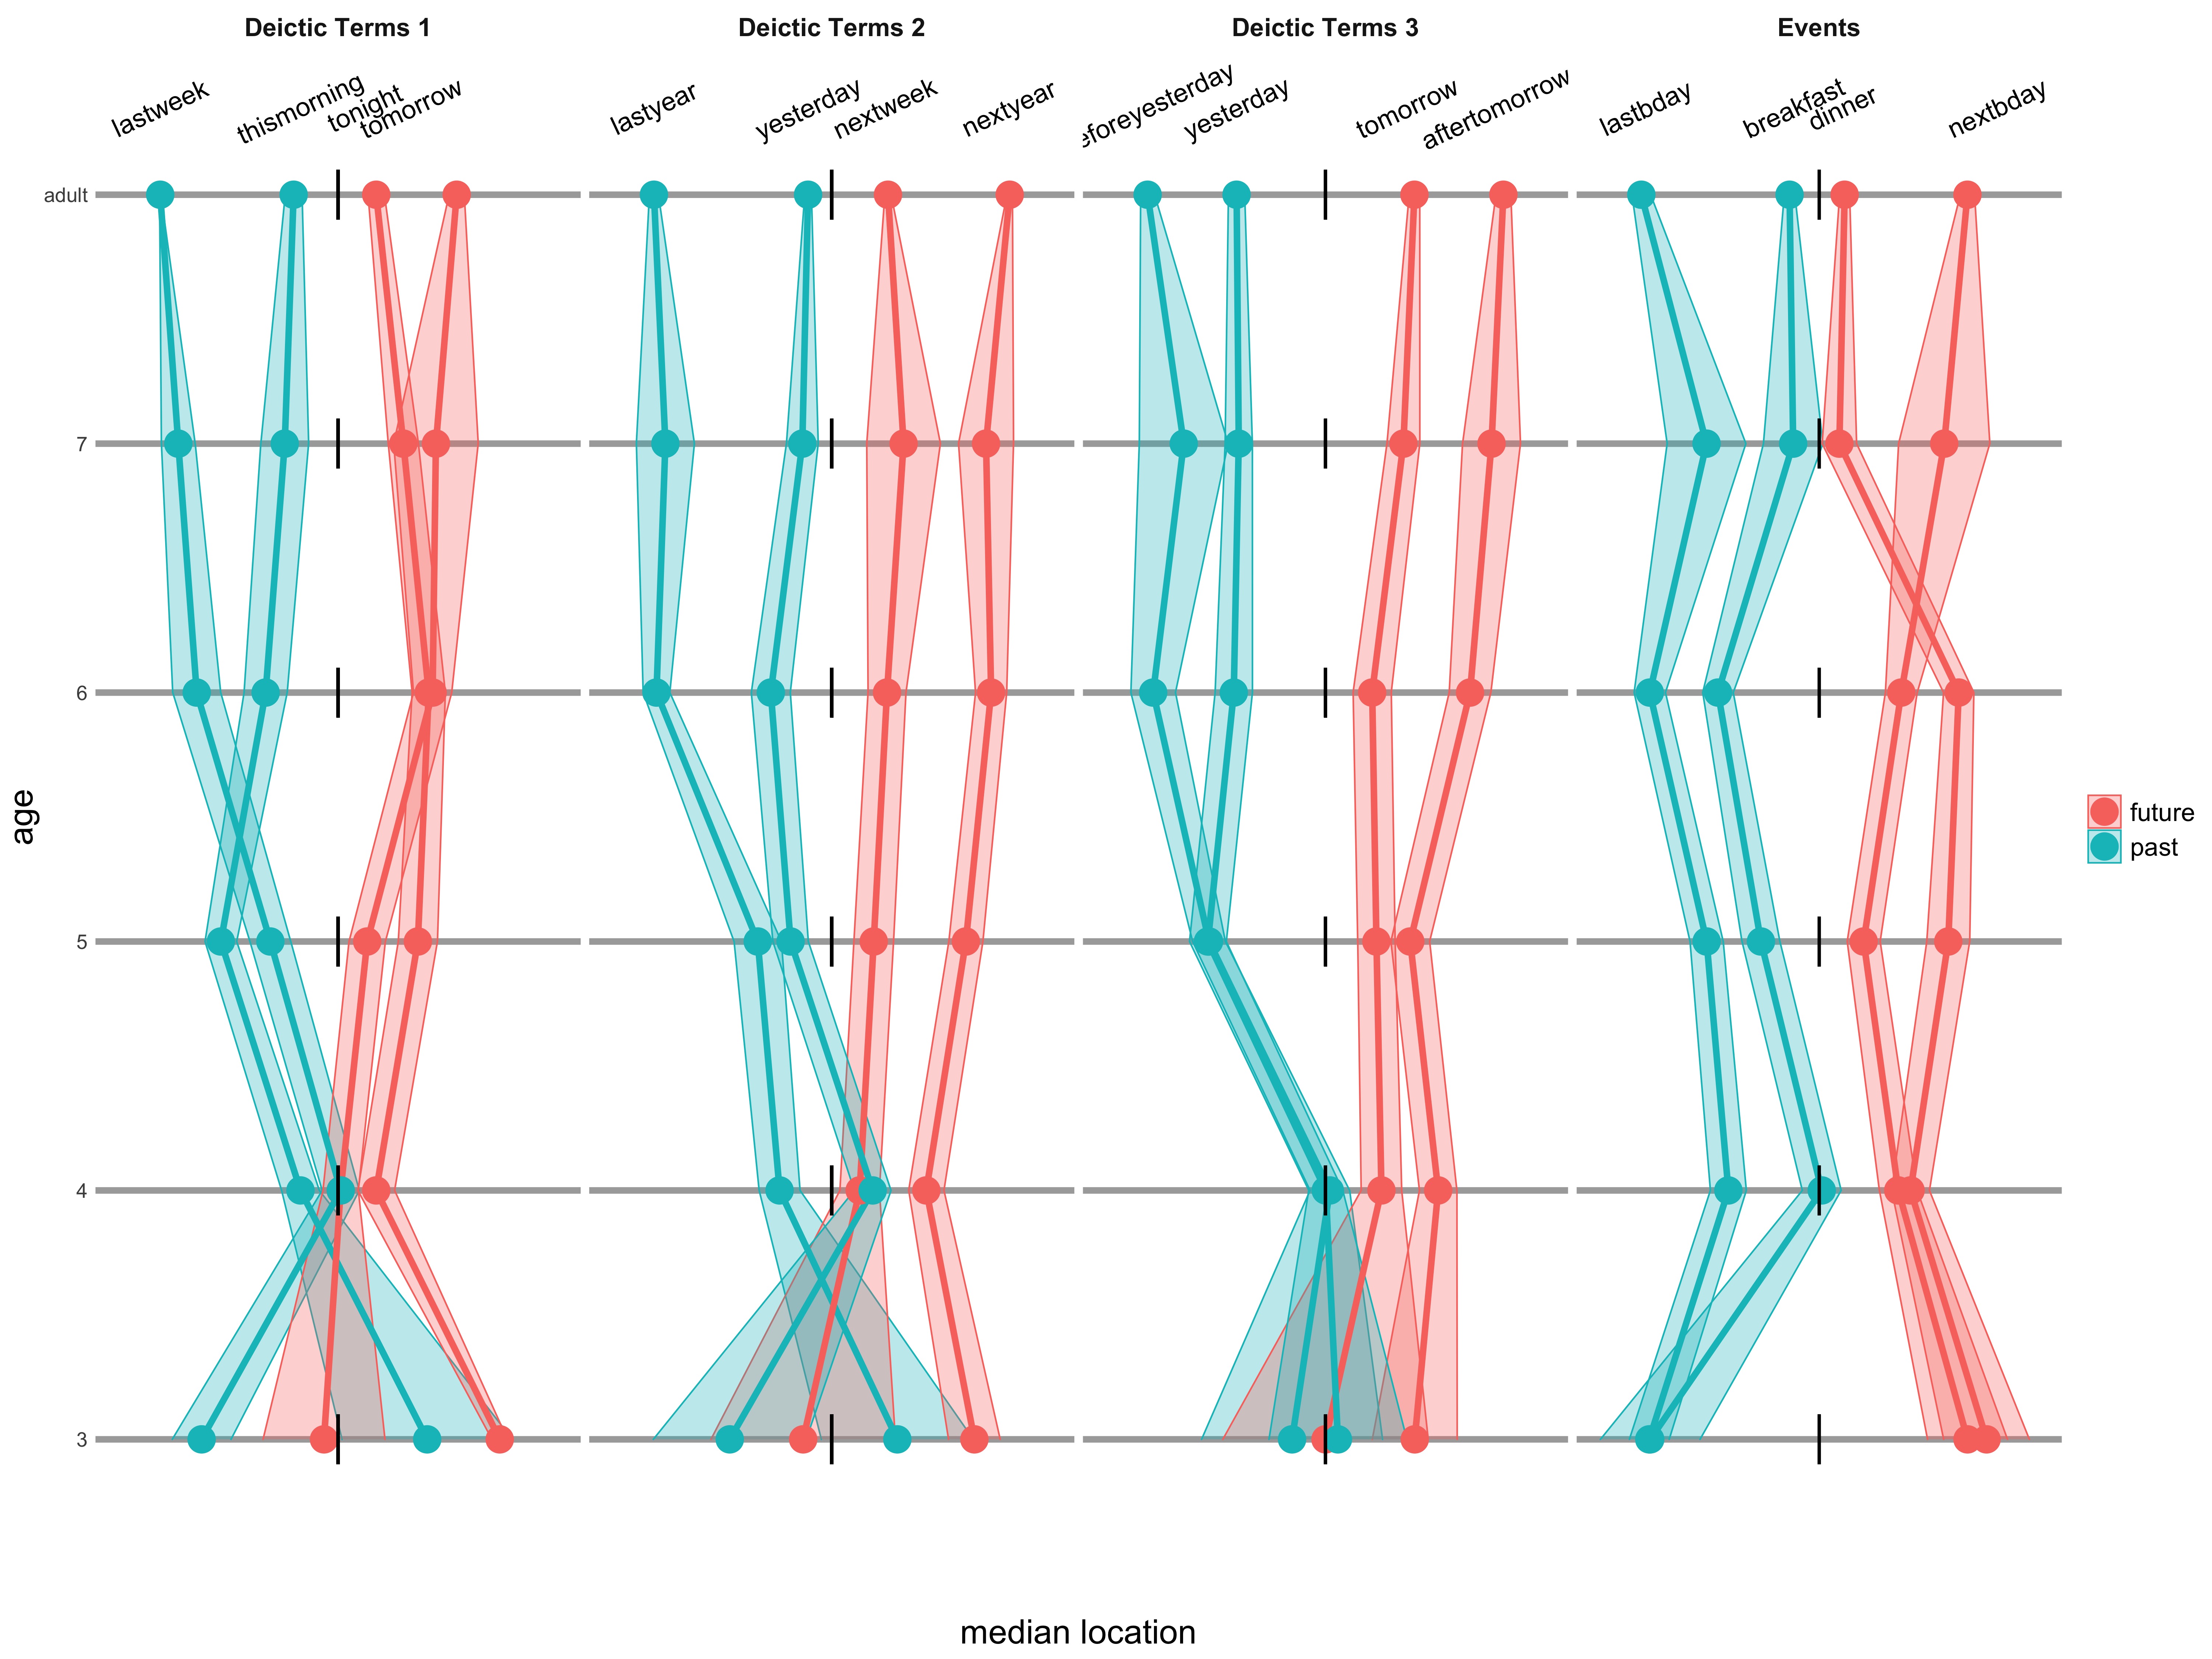 Deictic Terms 1
Deictic Terms 2
Deictic Terms 3
Events
lastweek
thismorning
tonight
tomorrow
lastyear
yesterday
nextweek
nextyear
eforeyesterday
yesterday
tomorrow
aftertomorrow
lastbday
breakfast
dinner
nextbday
adult
7
6
5
4
3
age
future
past
median location